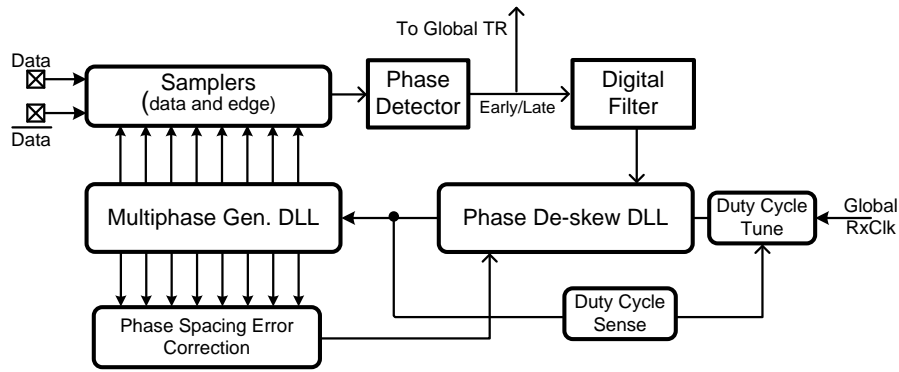 To Global TR
Data
Data
Samplers
(data and edge)
Phase
Detector
Early/Late
Digital
Filter
Multiphase Gen. DLL
Phase De-skew DLL
Duty Cycle
Tune
Global
RxClk
Phase Spacing Error
Correction
Duty Cycle
Sense